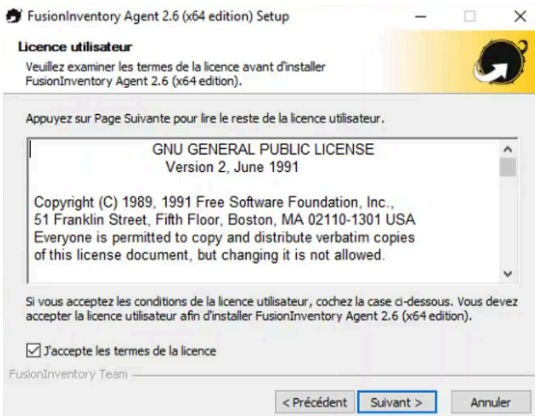 FusionInventory Agent 2.6 (x64 edition) Setup
Licence utilisateur
Veuillez examiner les termes de la licence avant d'installer
FusionInventory Agent 2.6 (x64 edition).
Appuyez sur Page Suivante pour lire le reste de la licence utilisateur.
GNU GENERAL PUBLIC LICENSE
Version 2, June 1991
Copyright (C) 1989, 1991 Free Software Foundation, Inc.,
51 Franklin Street, Fifth Floor, Boston, MA 02110-1301 USA
Everyone is permitted to copy and distribute verbatim copies
of this license document, but changing it is not allowed.
Si vous acceptez les conditions de la licence utilisateur, cochez la case ci-dessous. Vous devez
accepter la licence utilisateur afin d'installer FusionInventory Agent 2.6 (x64 edition).
J'accepte les termes de la licence
FusionInventory Team
< Précédent Suivant > Annuler